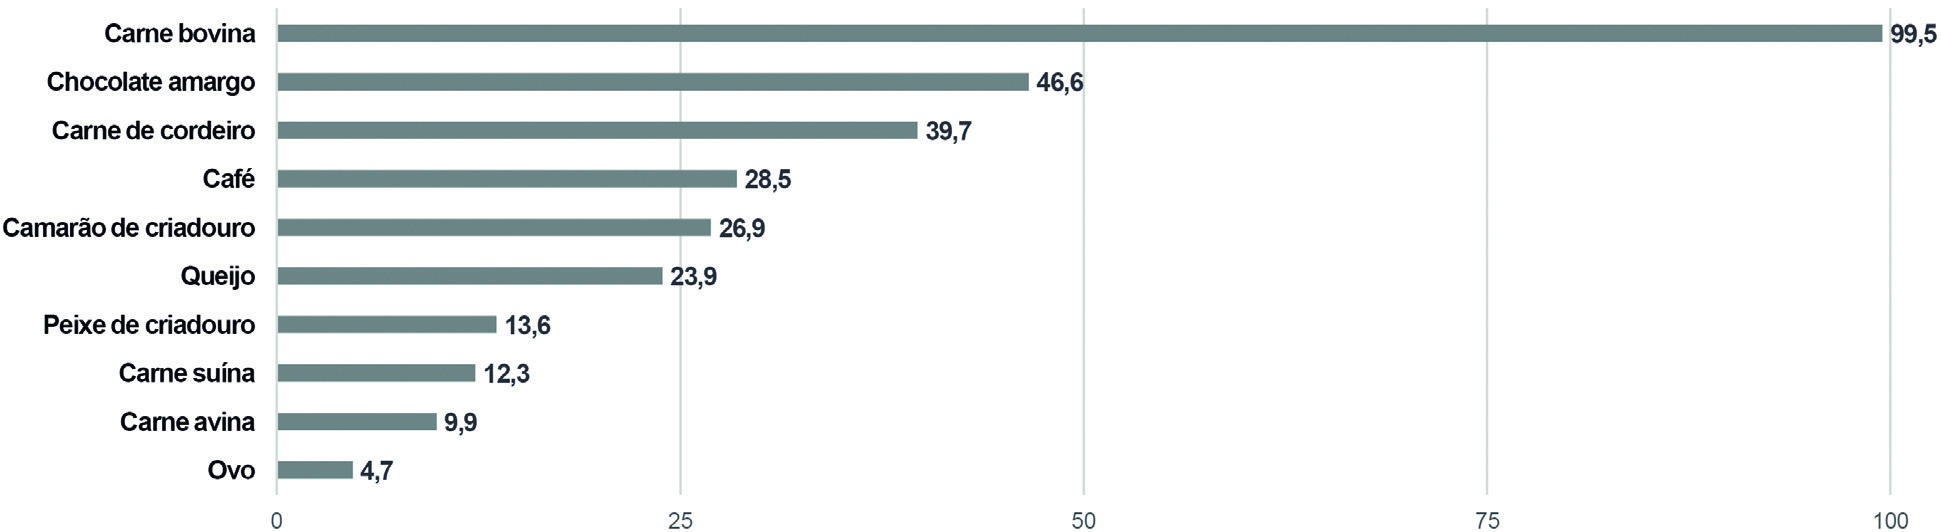 Carne bovina 99,5
Chocolate amargo 46,6
Carne de cordeiro 39,7
Café 28,5
Camarão de criadouro 26,9
Queijo 23,9
Peixe de criadouro 13,6
Carne suína 12,3
Carne avina 9,9
Ovo 4,7
0 25 50 75 100